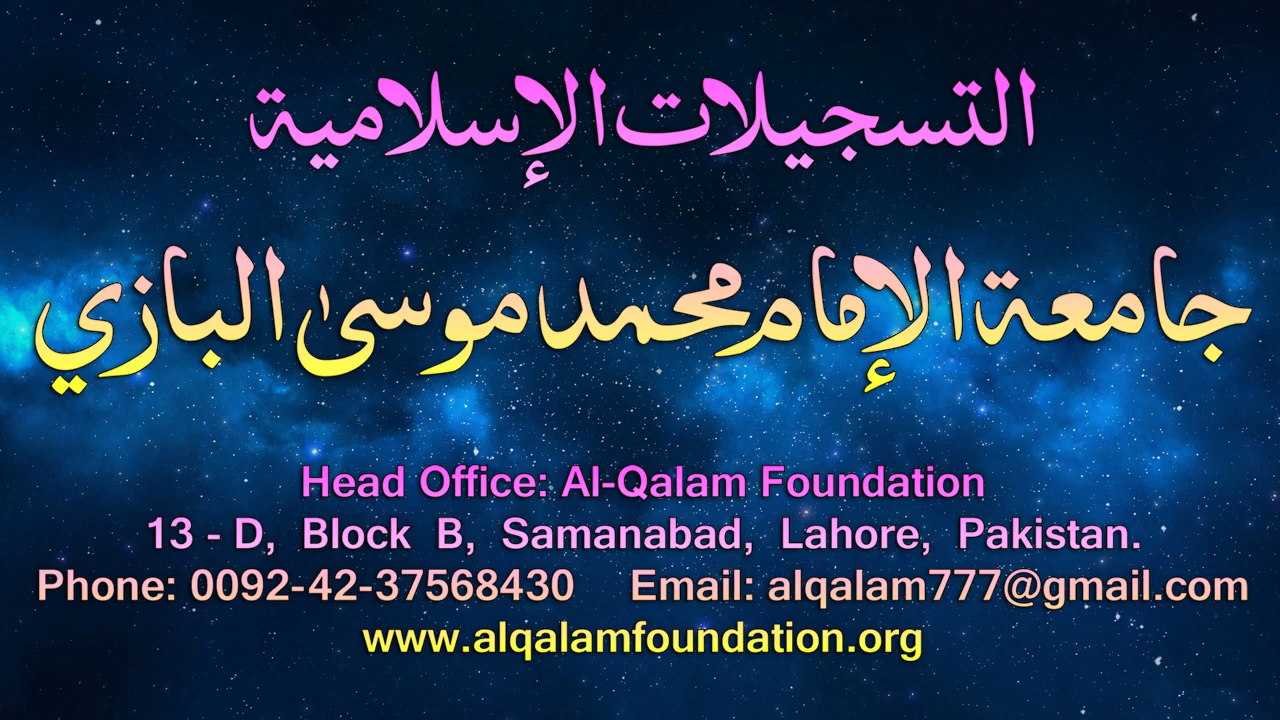 التسجيلات الإسلامية
جامعة الإمام محمد موسىٰ البازي
Head Office: Al-Qalam Foundation
13 - D, Block B, Samanabad, Lahore, Pakistan.
Phone: 0092-42-37568430 Email: alqalam777@gmail.com
www.alqalamfoundation.org